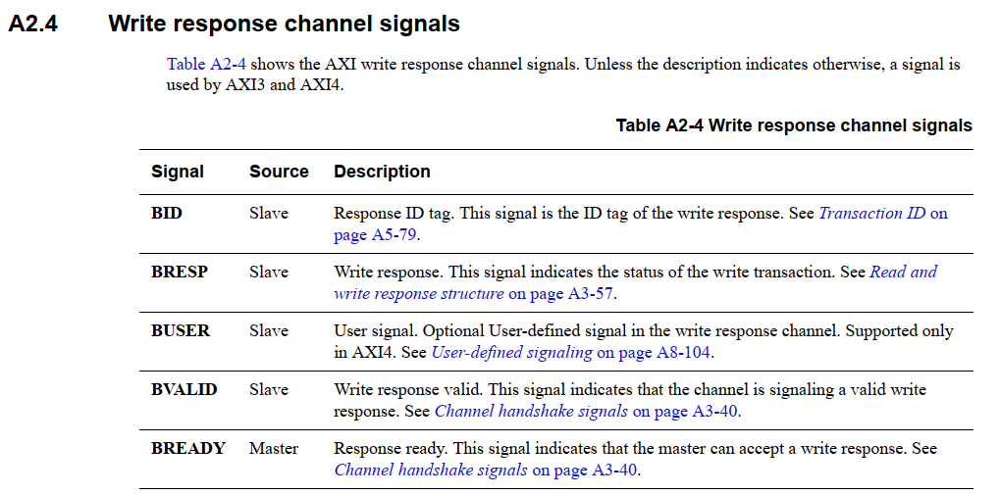 A2.4 Write response channel signals
Table A2-4 shows the AXI write response channel signals. Unless the description indicates otherwise, a signal is
used by AXI3 and AXI4.
Table A2-4 Write response channel signals
Signal Source Description
BID Slave Response ID tag. This signal is the ID tag of the write response. See Transaction ID on
page A5-79.
BRESP Slave Write response. This signal indicates the status of the write transaction. See Read and
write response structure on page A3-57.
BUSER Slave User signal. Optional User-defined signal in the write response channel. Supported only
in AXI4. See User-defined signaling on page A8-104.
BVALID Slave Write response valid. This signal indicates that the channel is signaling a valid write
response. See Channel handshake signals on page A3-40.
BREADY Master Response ready. This signal indicates that the master can accept a write response. See
Channel handshake signals on page A3-40.